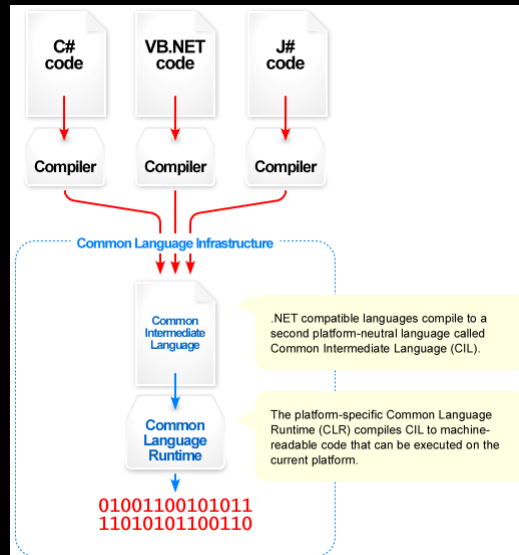 C#
code
VB.NET
code
J#
code
Compiler
Compiler
Compiler
Common Language Infrastructure
Common
Intermediate
Language
.NET compatible languages compile to a
second platform-neutral language called
Common Intermediate Language (CIL).
Common
Language
Runtime
The platform-specific Common Language
Runtime (CLR) compiles CIL to machine-
readable code that can be executed on the
current platform.
01001100101011
11010101100110